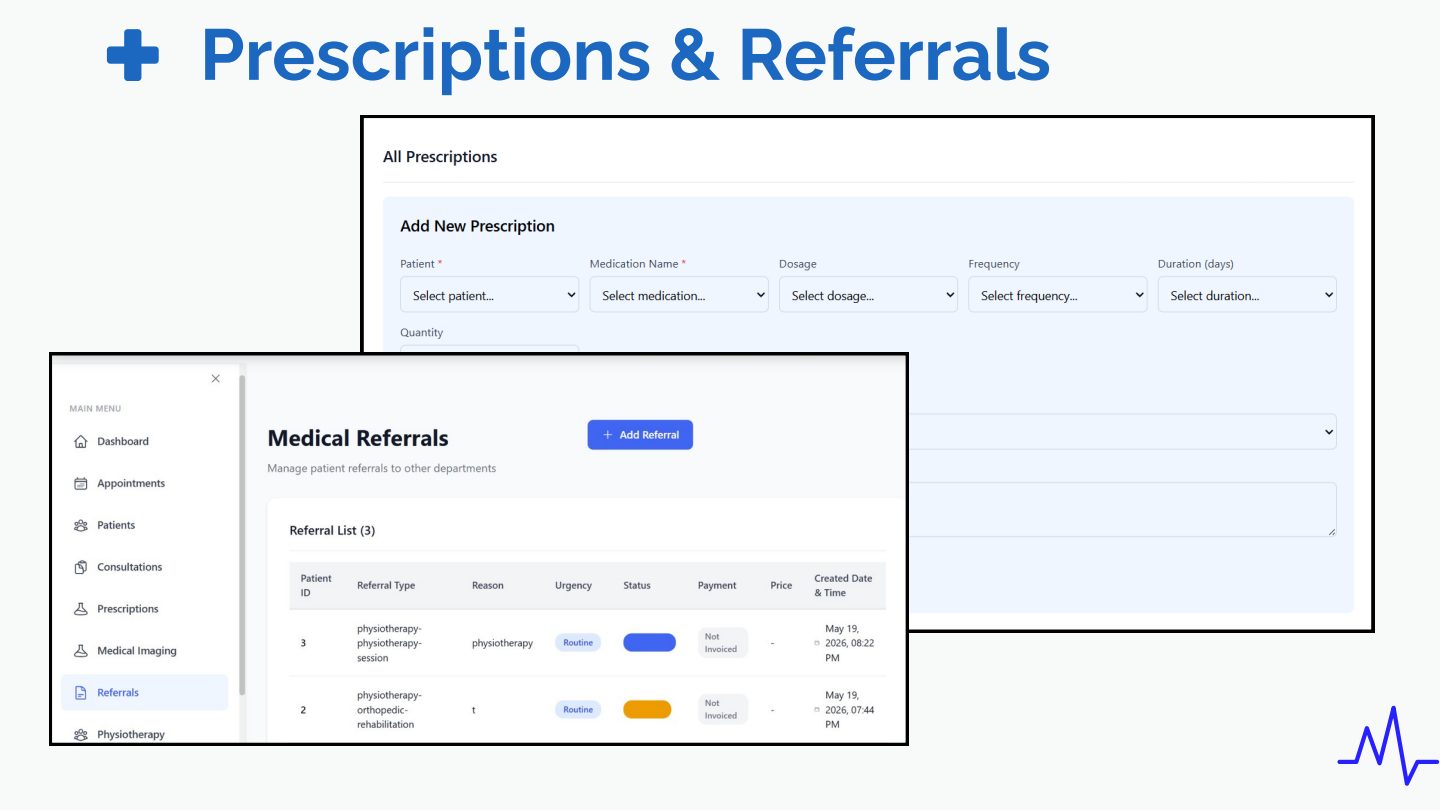 Prescriptions & Referrals
All Prescriptions
Add New Prescription
Patient * Medication Name * Dosage Frequency Duration (days)
Select patient... Select medication... Select dosage... Select frequency... Select duration...
Quantity
MAIN MENU
Dashboard
Appointments
Patients
Consultations
Prescriptions
Medical Imaging
Referrals
Physiotherapy
Medical Referrals
+ Add Referral
Manage patient referrals to other departments
Referral List (3)
Patient ID Referral Type Reason Urgency Status Payment Price Created Date & Time
3 physiotherapy-physiotherapy-session physiotherapy Routine Not Invoiced - May 19, 2026, 08:22 PM
2 physiotherapy-orthopedic-rehabilitation t Routine Not Invoiced - May 19, 2026, 07:44 PM